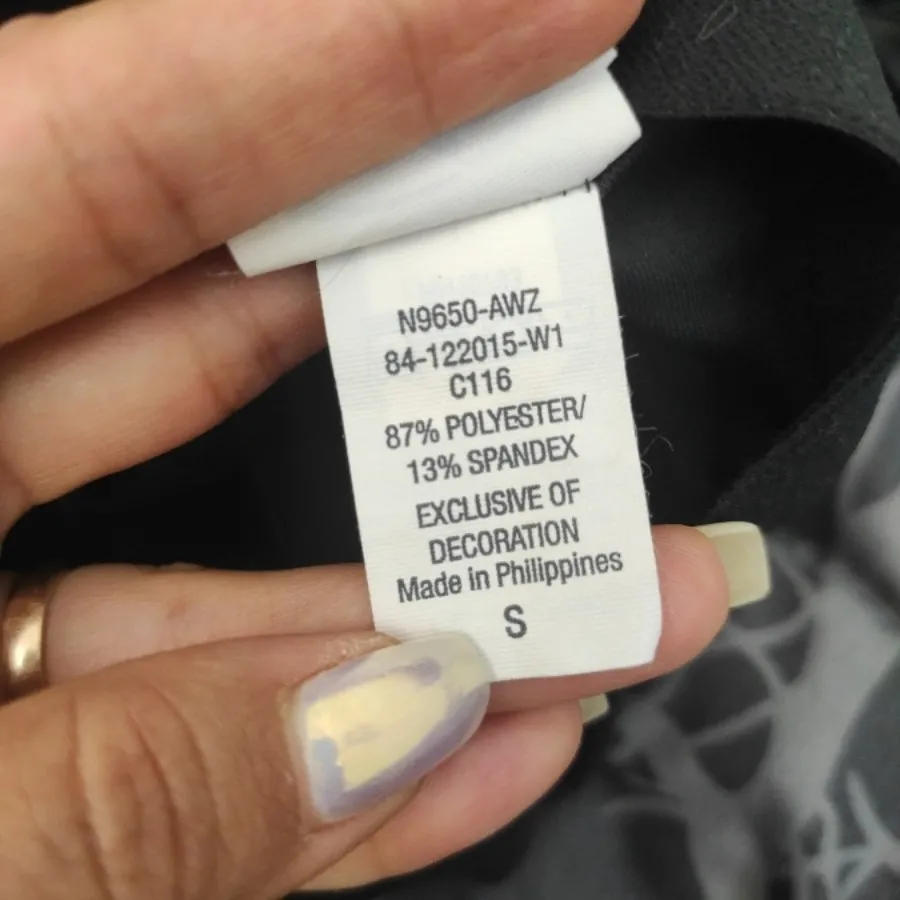 N9650-AWZ
84-122015-W1
C116
87% POLYESTER/
13% SPANDEX
EXCLUSIVE OF
DECORATION
Made in Philippines
S